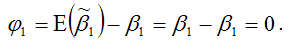 φ₁ = E(β̃₁) − β₁ = β₁ − β₁ = 0 .